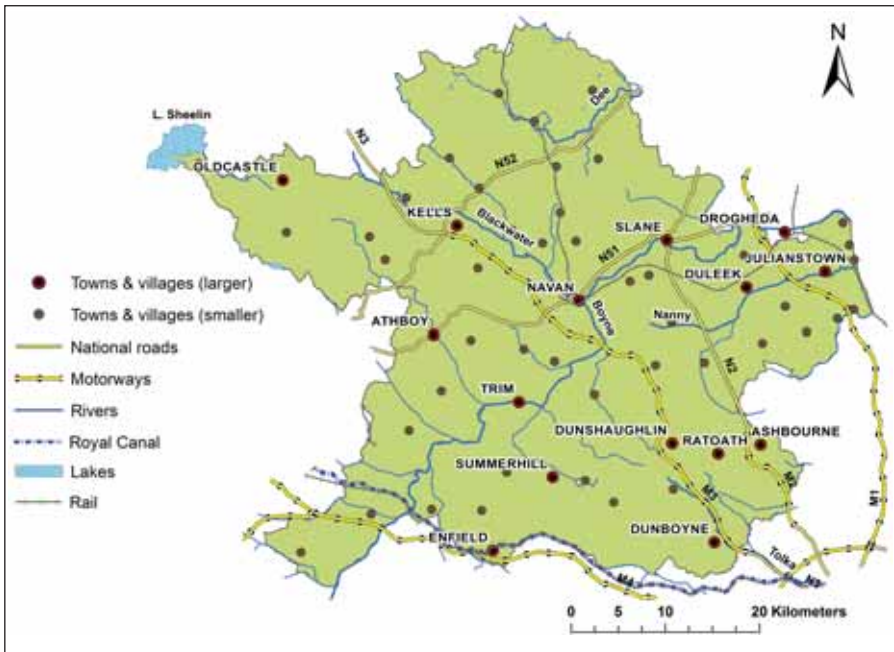 N
L. Sheelin
Dee
OLDCASTLE
N3
N52
KELLS
Blackwater
SLANE
DROGHEDA
N51
JULIANSTOWN
DULEEK
NAVAN
Boyne
Nanny
ATHBOY
N2
TRIM
DUNSHAUGHLIN
RATOATH
ASHBOURNE
SUMMERHILL
M2
M3
M1
DUNBOYNE
ENFIELD
Tolka
N3
M4
Towns & villages (larger)
Towns & villages (smaller)
National roads
Motorways
Rivers
Royal Canal
Lakes
Rail
0 5 10 20 Kilometers